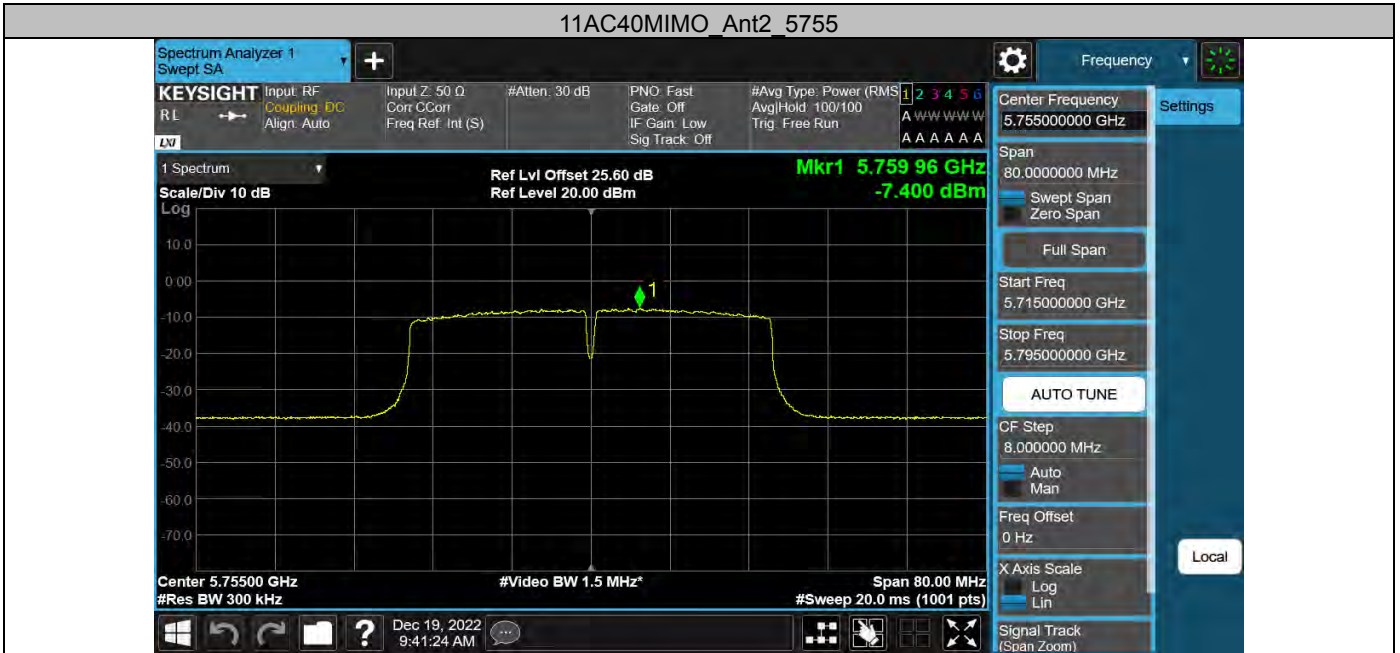 11AC40MIMO_Ant2_5755
Spectrum Analyzer 1
Swept SA
Frequency
KEYSIGHT
RL
LXI
Input: RF
Coupling: DC
Align: Auto
Input Z: 50 Ω
Corr CCorr
Freq Ref: Int (S)
#Atten: 30 dB
PNO: Fast
Gate: Off
IF Gain: Low
Sig Track: Off
#Avg Type: Power (RMS
Avg|Hold: 100/100
Trig: Free Run
1 2 3 4 5 6
A W W W W W
A A A A A A
1 Spectrum
Scale/Div 10 dB
Ref Lvl Offset 25.60 dB
Ref Level 20.00 dBm
Mkr1 5.759 96 GHz
-7.400 dBm
Log
10.0
0.00
-10.0
-20.0
-30.0
-40.0
-50.0
-60.0
-70.0
1
Center 5.75500 GHz
#Res BW 300 kHz
#Video BW 1.5 MHz*
Span 80.00 MHz
#Sweep 20.0 ms (1001 pts)
Dec 19, 2022
9:41:24 AM
Center Frequency
5.755000000 GHz
Settings
Span
80.0000000 MHz
Swept Span
Zero Span
Full Span
Start Freq
5.715000000 GHz
Stop Freq
5.795000000 GHz
AUTO TUNE
CF Step
8.000000 MHz
Auto
Man
Freq Offset
0 Hz
X Axis Scale
Log
Lin
Local
Signal Track
(Span Zoom)